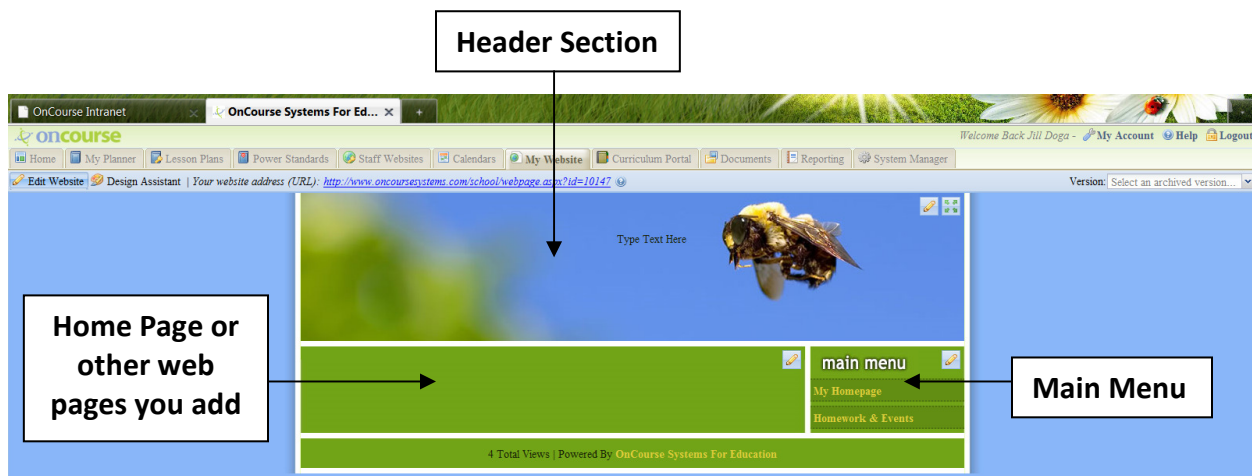 Header Section
OnCourse Intranet
OnCourse Systems For Ed...
oncourse
Welcome Back Jill Doga - My Account Help Logout
Home My Planner Lesson Plans Power Standards Staff Websites Calendars My Website Curriculum Portal Documents Reporting System Manager
Edit Website Design Assistant | Your website address (URL): http://www.oncoursesystems.com/school/webpage.aspx?id=10147 Version: Select an archived version...
Type Text Here
Home Page or
other web
pages you add
main menu
My Homepage
Homework & Events
Main Menu
4 Total Views | Powered By OnCourse Systems For Education